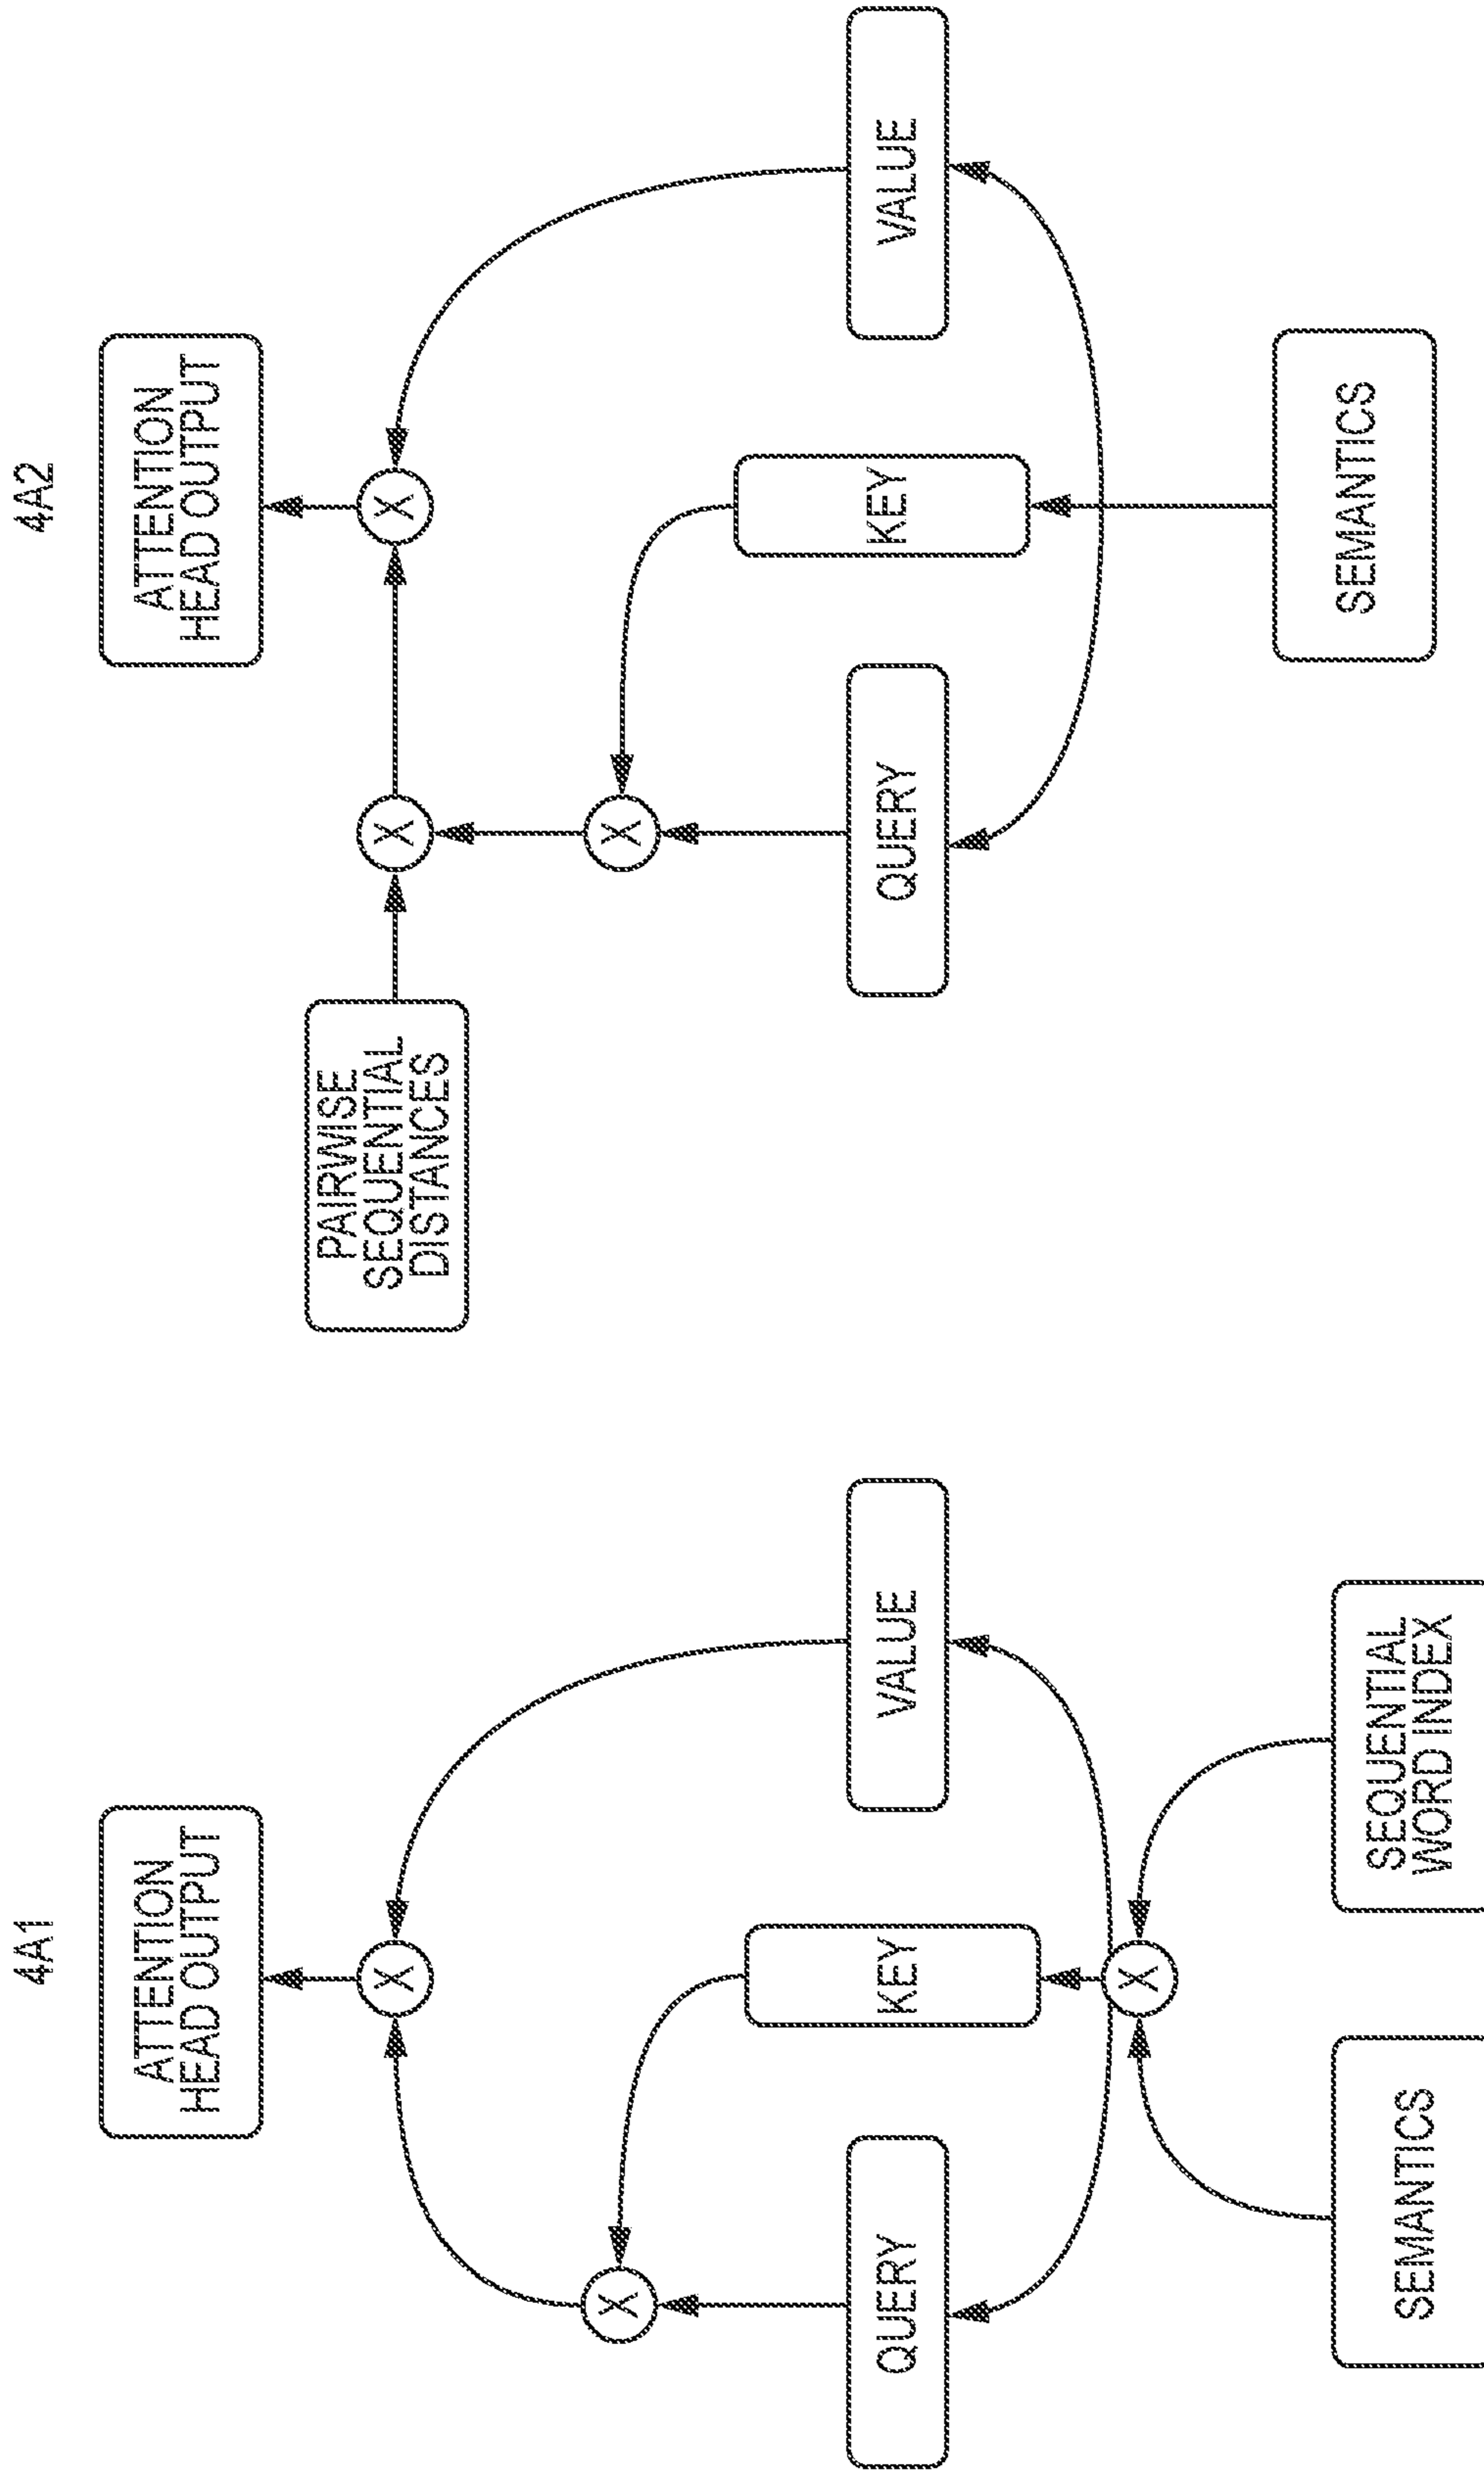 4A1
ATTENTION
HEAD OUTPUT
X
X
QUERY
KEY
VALUE
X
SEMANTICS
SEQUENTIAL
WORD INDEX
4A2
ATTENTION
HEAD OUTPUT
PAIRWISE
SEQUENTIAL
DISTANCES
X
X
X
QUERY
KEY
VALUE
SEMANTICS